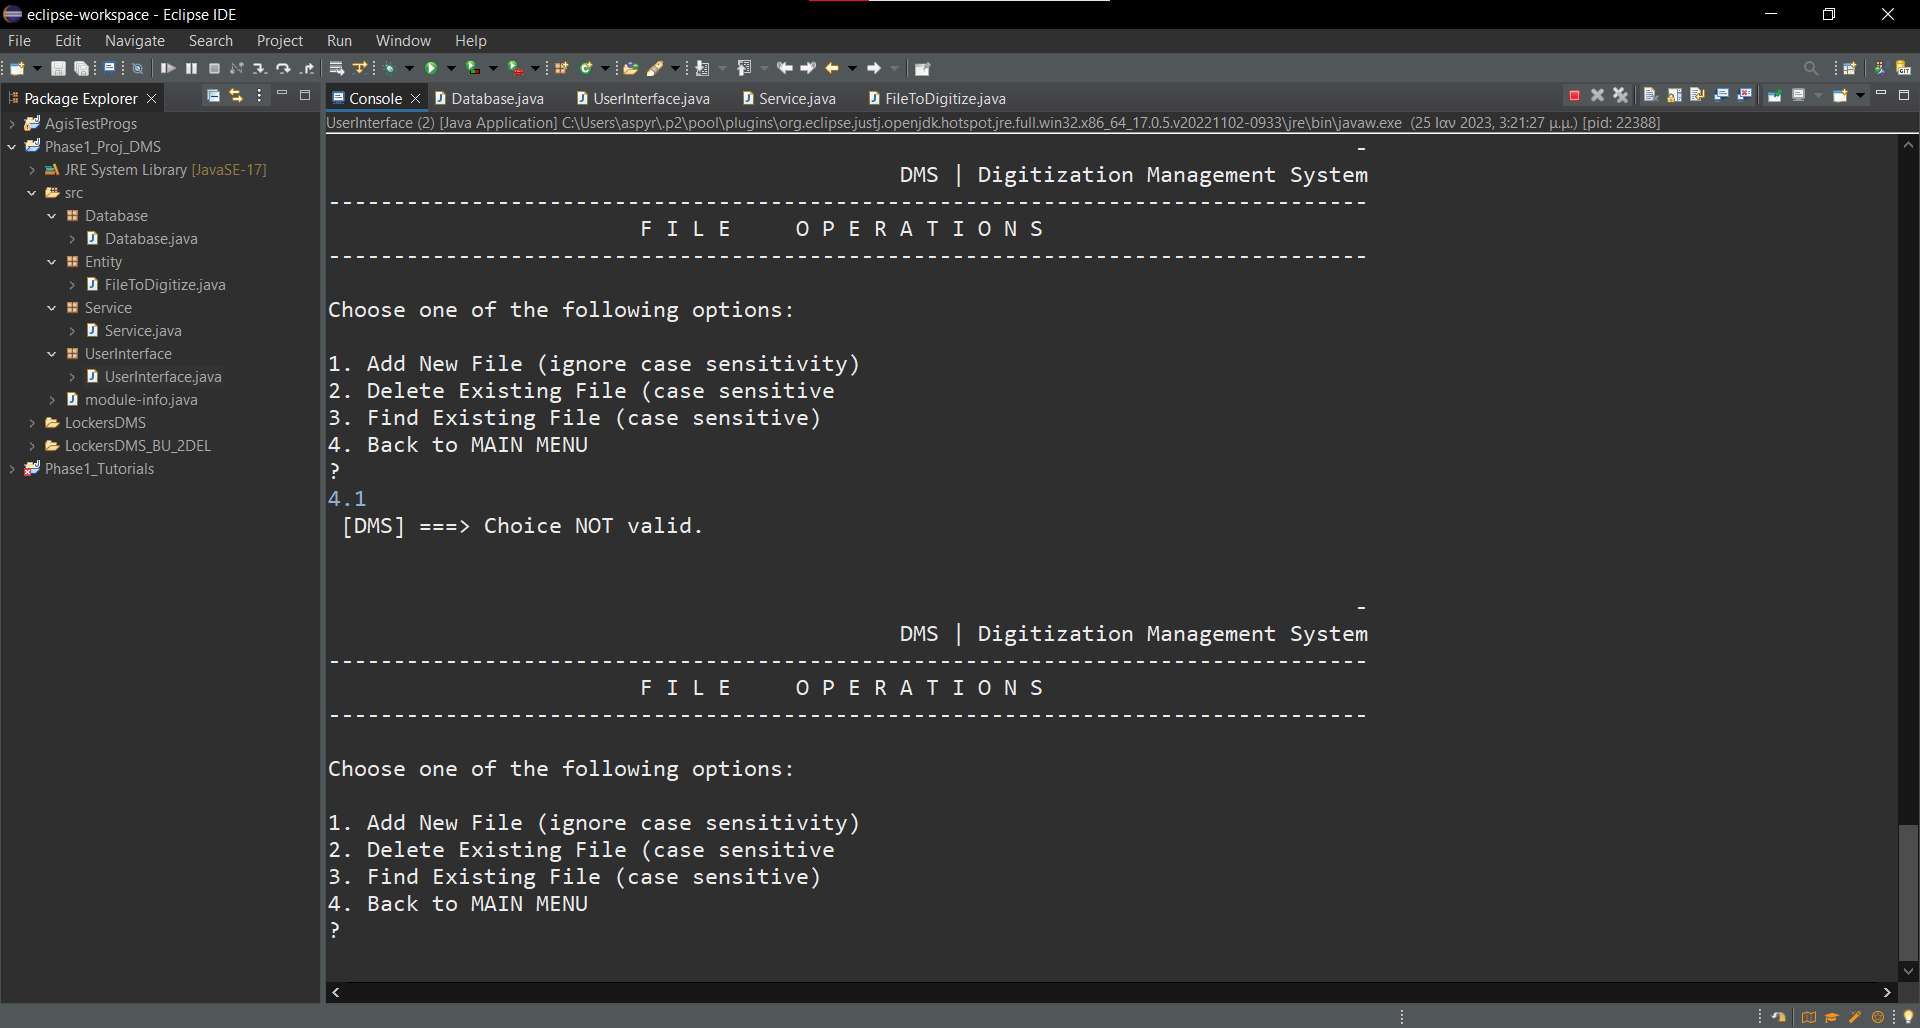 eclipse-workspace - Eclipse IDE
File Edit Navigate Search Project Run Window Help
Package Explorer
AgisTestProgs
Phase1_Proj_DMS
JRE System Library [JavaSE-17]
src
Database
Database.java
Entity
FileToDigitize.java
Service
Service.java
UserInterface
UserInterface.java
module-info.java
LockersDMS
LockersDMS_BU_2DEL
Phase1_Tutorials
Console Database.java UserInterface.java Service.java FileToDigitize.java
UserInterface (2) [Java Application] C:\Users\aspyr\.p2\pool\plugins\org.eclipse.justj.openjdk.hotspot.jre.full.win32.x86_64_17.0.5.v20221102-0933\jre\bin\javaw.exe (25 Ιαν 2023, 3:21:27 μ.μ.) [pid: 22388]
-
DMS | Digitization Management System
--------------------------------------------------------------------------------
F I L E     O P E R A T I O N S
--------------------------------------------------------------------------------
Choose one of the following options:
1. Add New File (ignore case sensitivity)
2. Delete Existing File (case sensitive
3. Find Existing File (case sensitive)
4. Back to MAIN MENU
?
4.1
[DMS] ===> Choice NOT valid.
-
DMS | Digitization Management System
--------------------------------------------------------------------------------
F I L E     O P E R A T I O N S
--------------------------------------------------------------------------------
Choose one of the following options:
1. Add New File (ignore case sensitivity)
2. Delete Existing File (case sensitive
3. Find Existing File (case sensitive)
4. Back to MAIN MENU
?